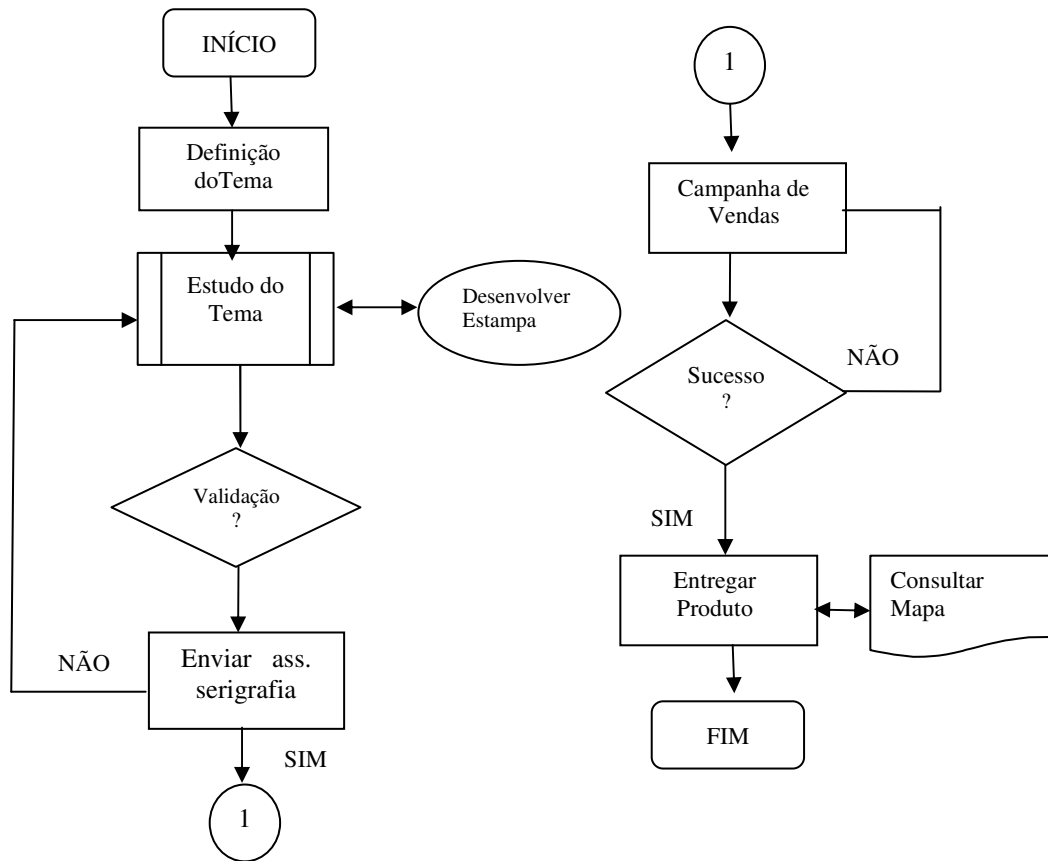 INÍCIO
Definição
doTema
Estudo do
Tema
Desenvolver
Estampa
Validação
?
Enviar ass.
serigrafia
NÃO
SIM
1
1
Campanha de
Vendas
Sucesso
?
NÃO
SIM
Entregar
Produto
Consultar
Mapa
FIM